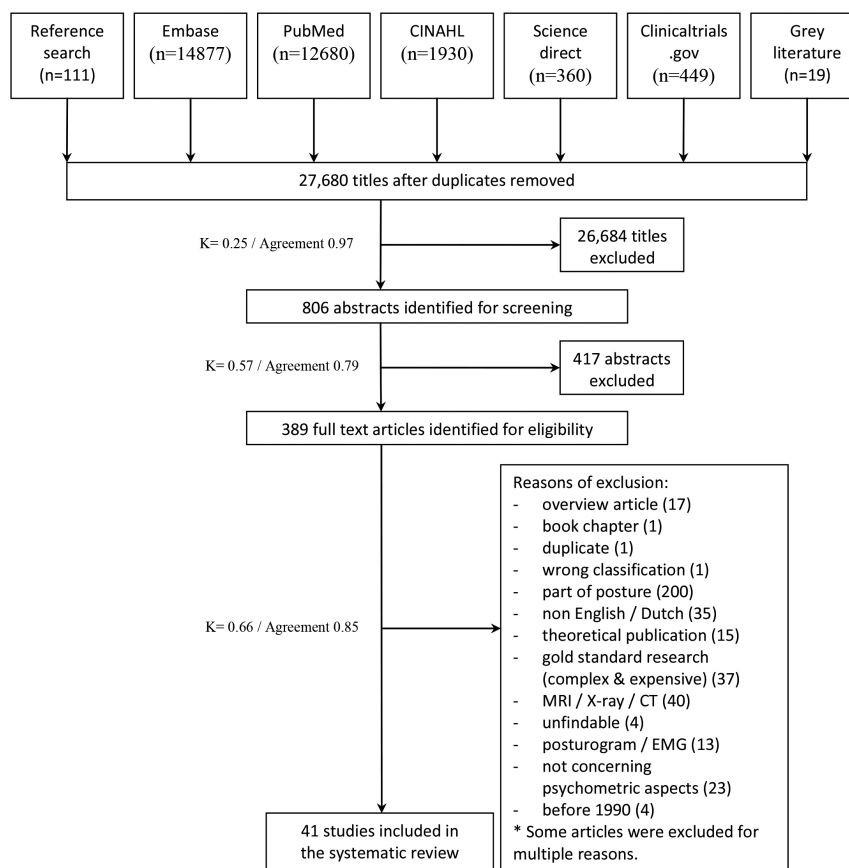 Reference
search
(n=111)
Embase
(n=14877)
PubMed
(n=12680)
CINAHL
(n=1930)
Science
direct
(n=360)
Clinicaltrials
.gov
(n=449)
Grey
literature
(n=19)
27,680 titles after duplicates removed
K= 0.25 / Agreement 0.97
26,684 titles
excluded
806 abstracts identified for screening
K= 0.57 / Agreement 0.79
417 abstracts
excluded
389 full text articles identified for eligibility
Reasons of exclusion:
- overview article (17)
- book chapter (1)
- duplicate (1)
- wrong classification (1)
- part of posture (200)
- non English / Dutch (35)
- theoretical publication (15)
- gold standard research
(complex & expensive) (37)
- MRI / X-ray / CT (40)
- unfindable (4)
- posturogram / EMG (13)
- not concerning
psychometric aspects (23)
- before 1990 (4)
* Some articles were excluded for
multiple reasons.
K= 0.66 / Agreement 0.85
41 studies included in
the systematic review